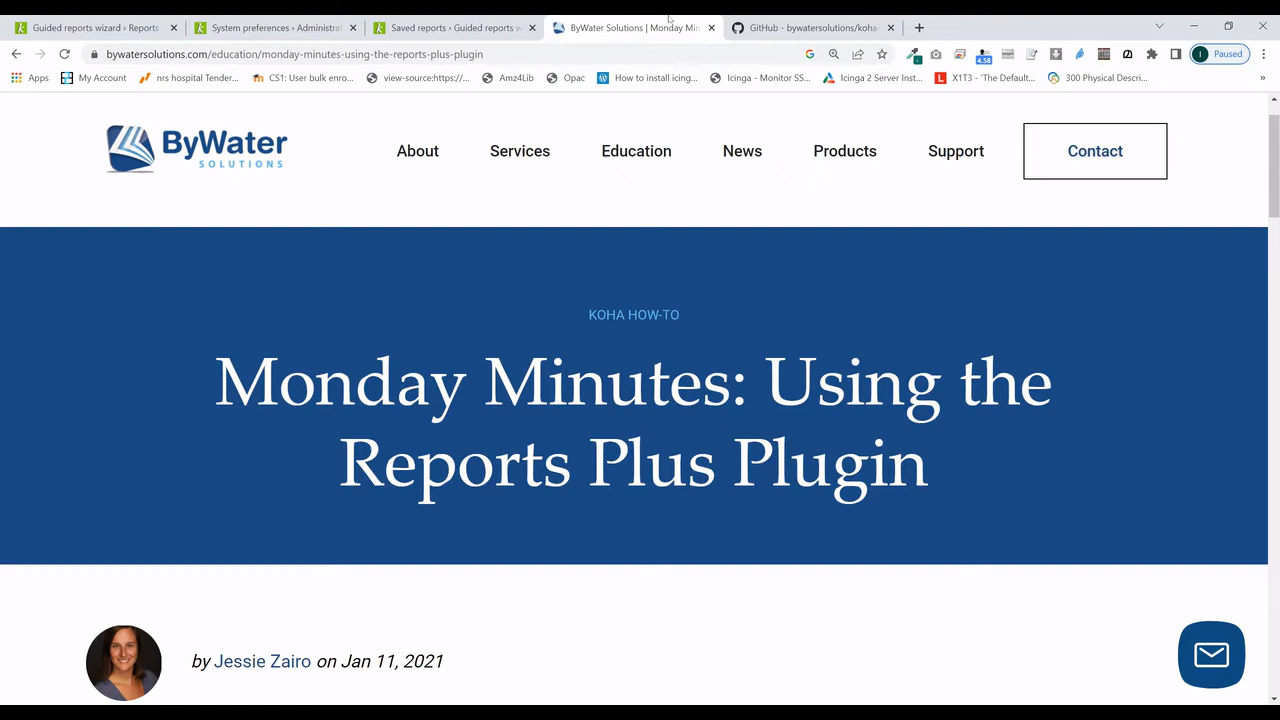 Guided reports wizard › Reports
System preferences › Administrat
Saved reports › Guided reports w
ByWater Solutions | Monday Min
GitHub - bywatersolutions/koha-
bywatersolutions.com/education/monday-minutes-using-the-reports-plus-plugin
4.58
I
Paused
Apps
My Account
nrs hospital Tender...
CS1: User bulk enro...
view-source:https:/...
Amz4Lib
Opac
How to install icing...
Icinga - Monitor SS...
Icinga 2 Server Inst...
X1T3 - 'The Default...
300 Physical Descri...
»
ByWater
SOLUTIONS
About
Services
Education
News
Products
Support
Contact
KOHA HOW-TO
Monday Minutes: Using the
Reports Plus Plugin
by Jessie Zairo on Jan 11, 2021